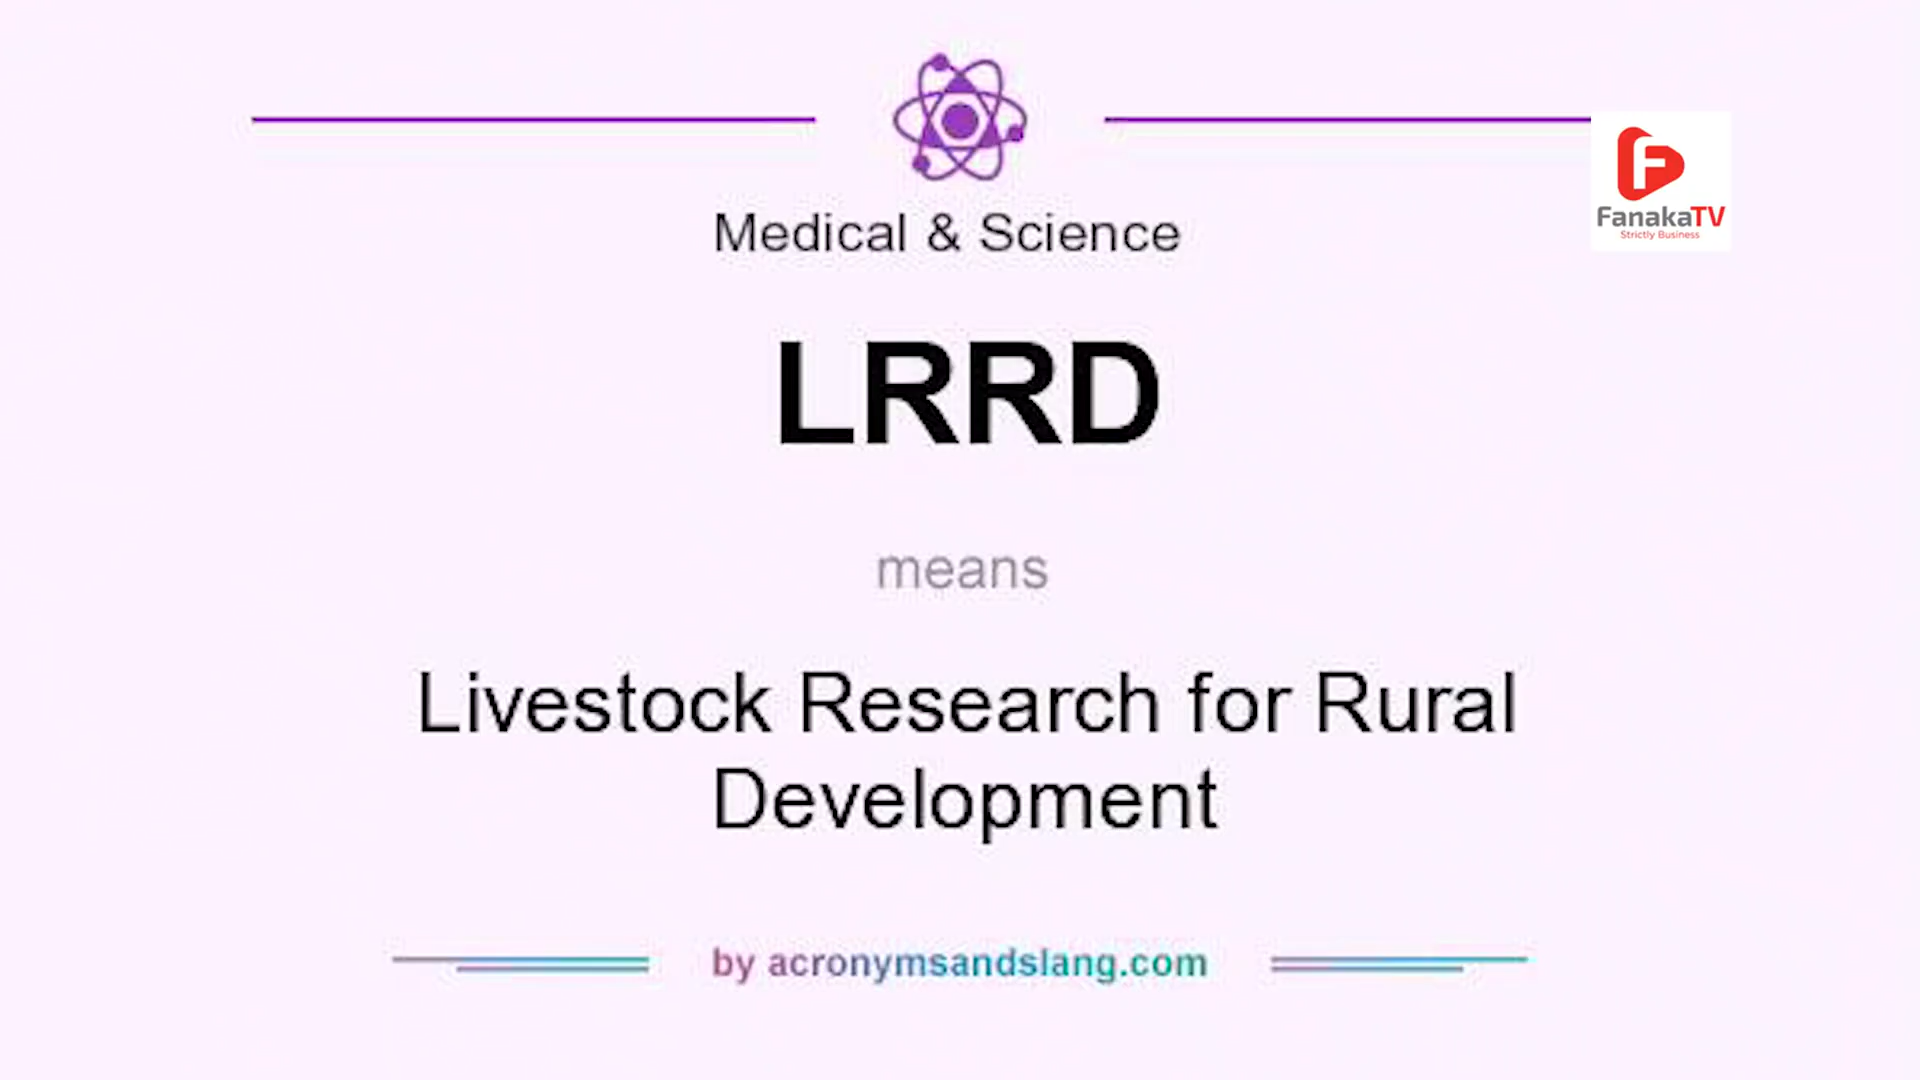 Medical & Science
F
FanakaTV
Strictly Business
LRRD
means
Livestock Research for Rural
Development
by acronymsandslang.com